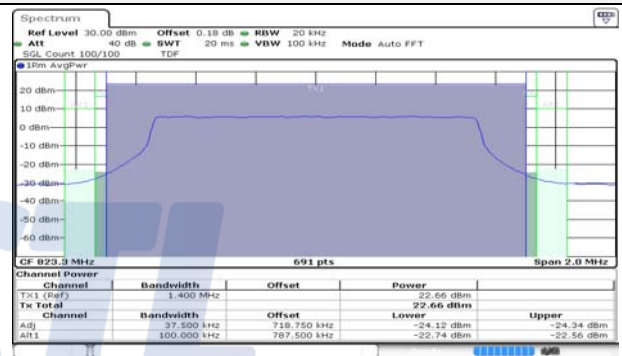 Spectrum
Ref Level 30.00 dBm Offset 0.18 dB RBW 20 kHz
Att 40 dB SWT 20 ms VBW 100 kHz Mode Auto FFT
SGL Count 100/100 TDF
1Rm AvgPwr
TX1
20 dBm
10 dBm
0 dBm
-10 dBm
-20 dBm
-30 dBm
-40 dBm
-50 dBm
-60 dBm
CF 823.3 MHz 691 pts Span 2.0 MHz
Channel Power
Channel Bandwidth Offset Power
TX1 (Ref) 1.400 MHz 22.66 dBm
Tx Total 22.66 dBm
Channel Bandwidth Offset Lower Upper
Adj 37.500 kHz 718.750 kHz -24.12 dBm -24.34 dBm
Alt1 100.000 kHz 787.500 kHz -22.74 dBm -22.56 dBm